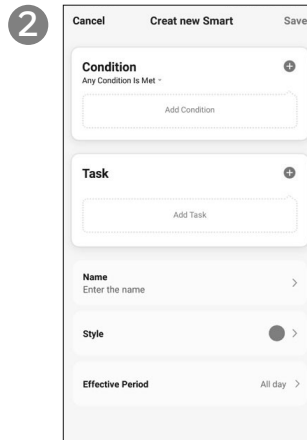 2
Cancel Creat new Smart Save
Condition
Any Condition Is Met
Add Condition
Task
Add Task
Name
Enter the name
Style
Effective Period All day